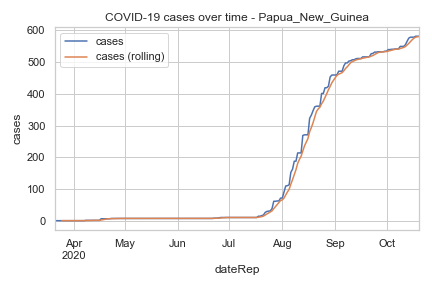 COVID-19 cases over time - Papua_New_Guinea
cases
cases (rolling)
600
500
400
300
200
100
0
cases
Apr
2020
May
Jun
Jul
Aug
Sep
Oct
dateRep